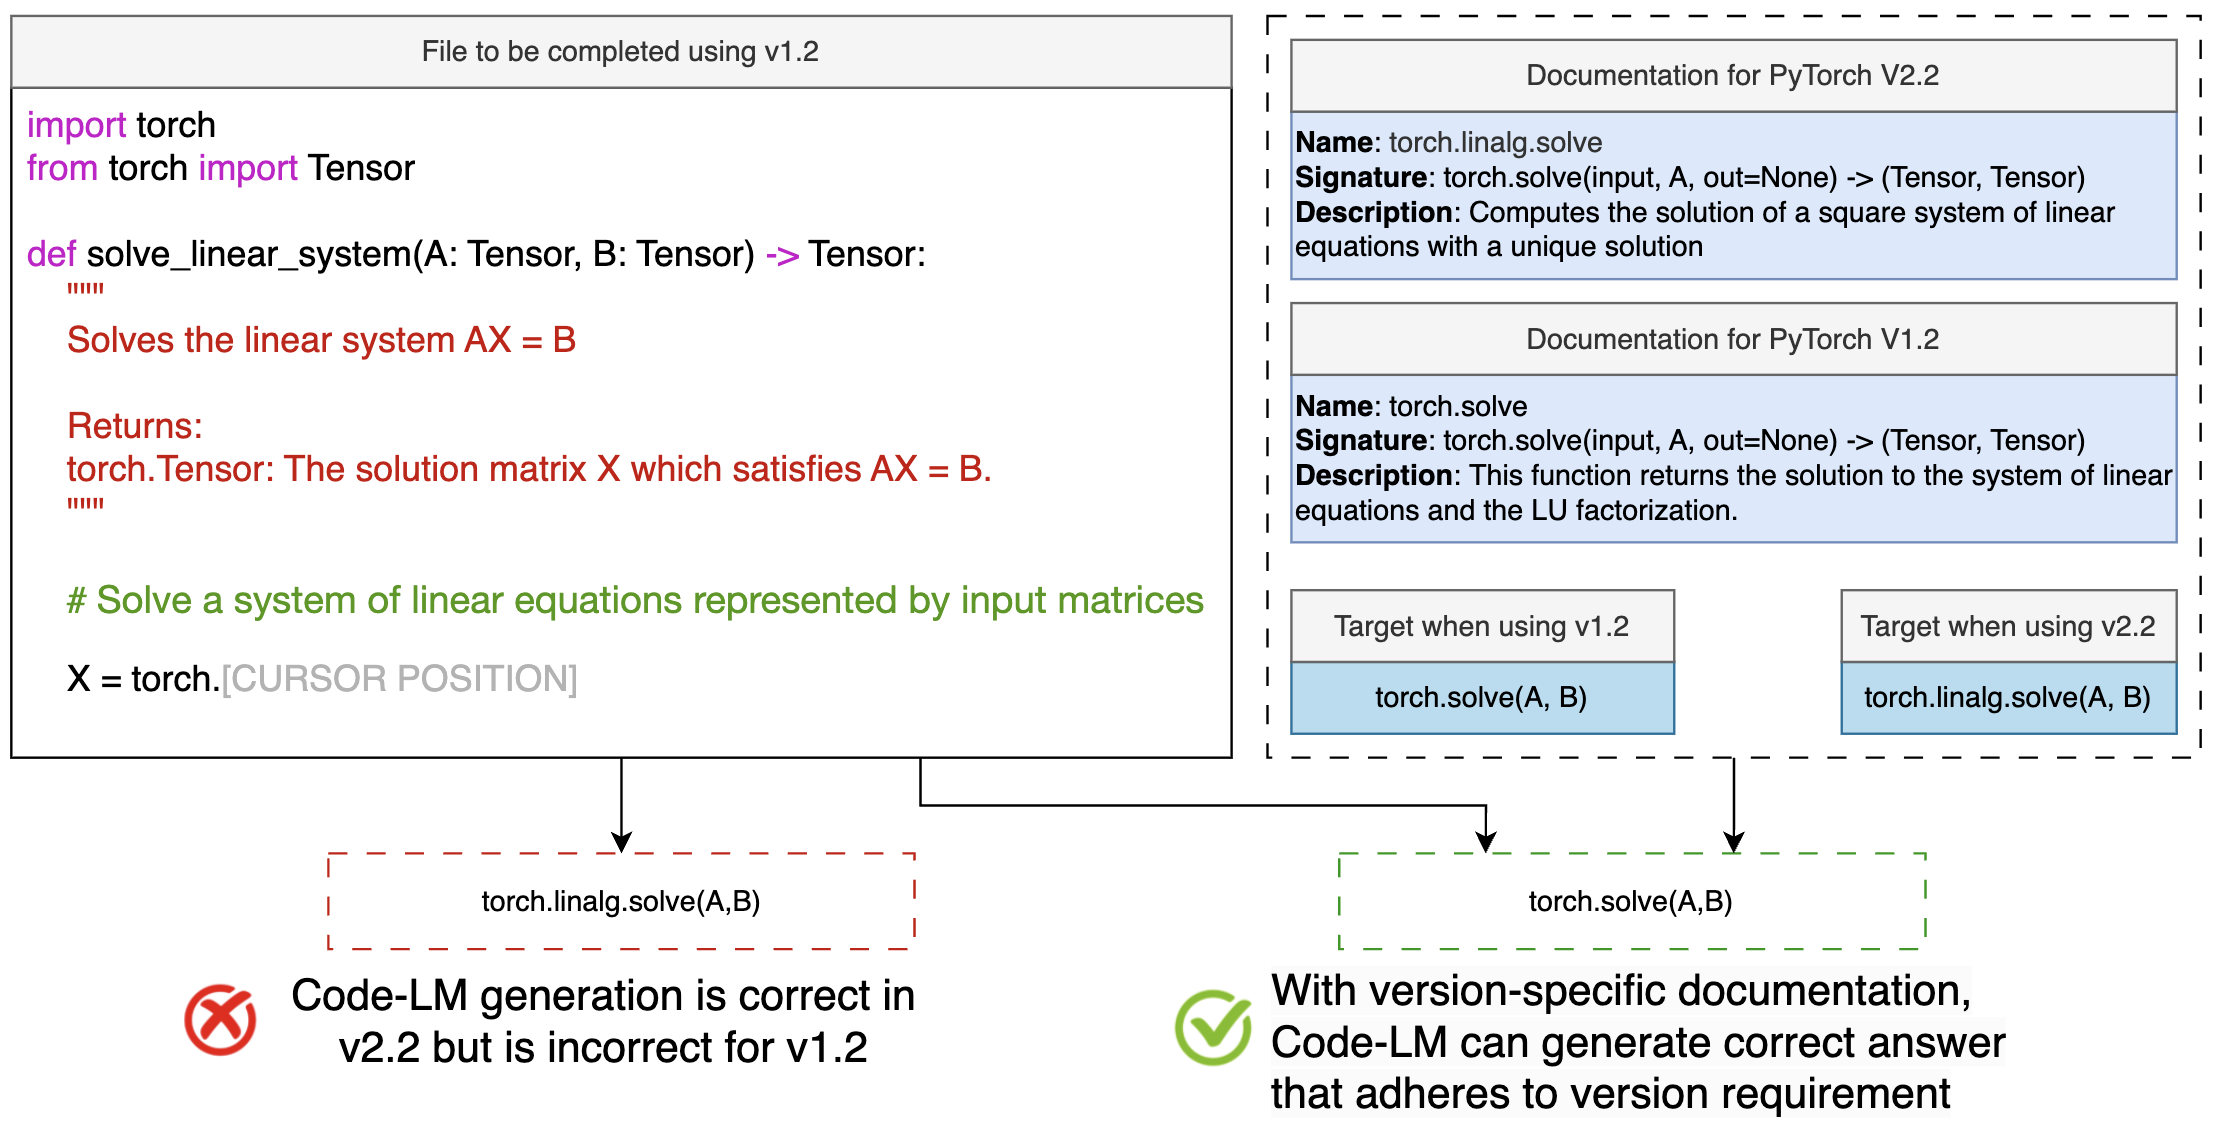 File to be completed using v1.2
import torch
from torch import Tensor
def solve_linear_system(A: Tensor, B: Tensor) -> Tensor:
"""
Solves the linear system AX = B
Returns:
torch.Tensor: The solution matrix X which satisfies AX = B.
"""
# Solve a system of linear equations represented by input matrices
X = torch.[CURSOR POSITION]
Documentation for PyTorch V2.2
Name: torch.linalg.solve
Signature: torch.solve(input, A, out=None) -> (Tensor, Tensor)
Description: Computes the solution of a square system of linear
equations with a unique solution
Documentation for PyTorch V1.2
Name: torch.solve
Signature: torch.solve(input, A, out=None) -> (Tensor, Tensor)
Description: This function returns the solution to the system of linear
equations and the LU factorization.
Target when using v1.2
torch.solve(A, B)
Target when using v2.2
torch.linalg.solve(A, B)
torch.linalg.solve(A,B)
Code-LM generation is correct in
v2.2 but is incorrect for v1.2
torch.solve(A,B)
With version-specific documentation,
Code-LM can generate correct answer
that adheres to version requirement